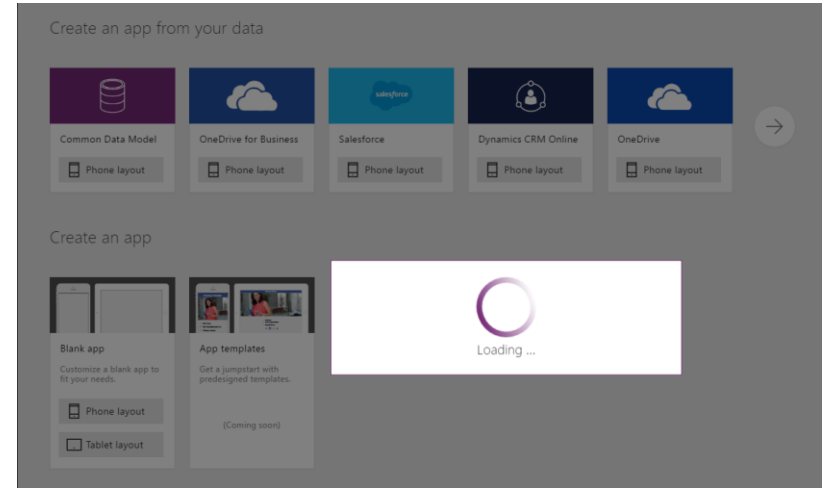 Create an app from your data
salesforce
Common Data Model
OneDrive for Business
Salesforce
Dynamics CRM Online
OneDrive
Phone layout
Phone layout
Phone layout
Phone layout
Phone layout
Create an app
Blank app
Customize a blank app to
fit your needs.
Phone layout
Tablet layout
App templates
Get a jumpstart with
predesigned templates.
(Coming soon)
Loading ...